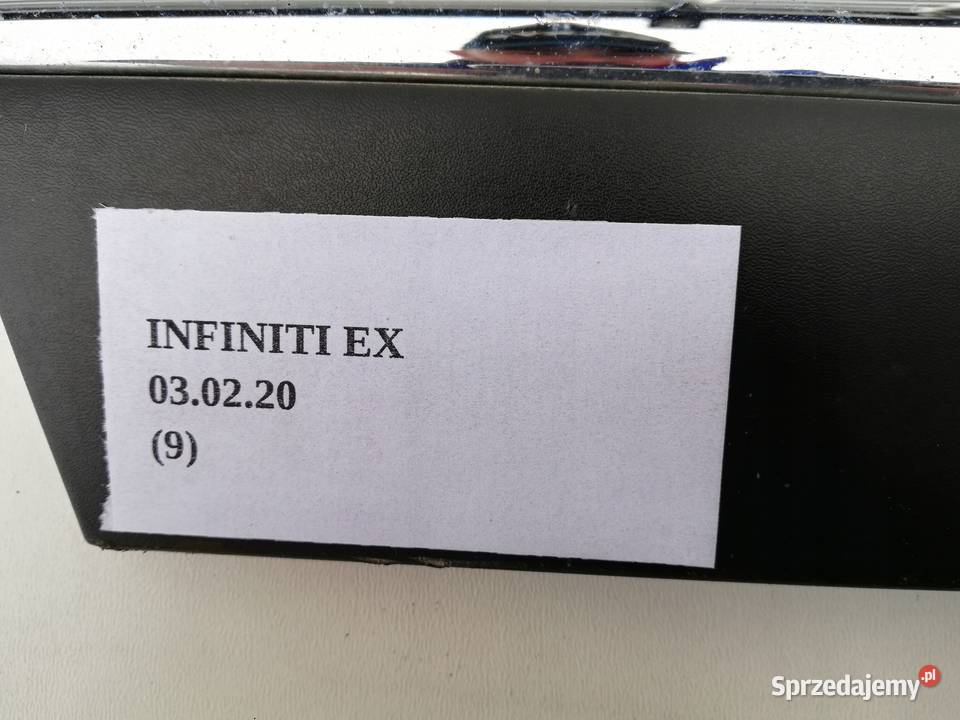 INFINITI EX
03.02.20
(9)
Sprzedajemy.pl